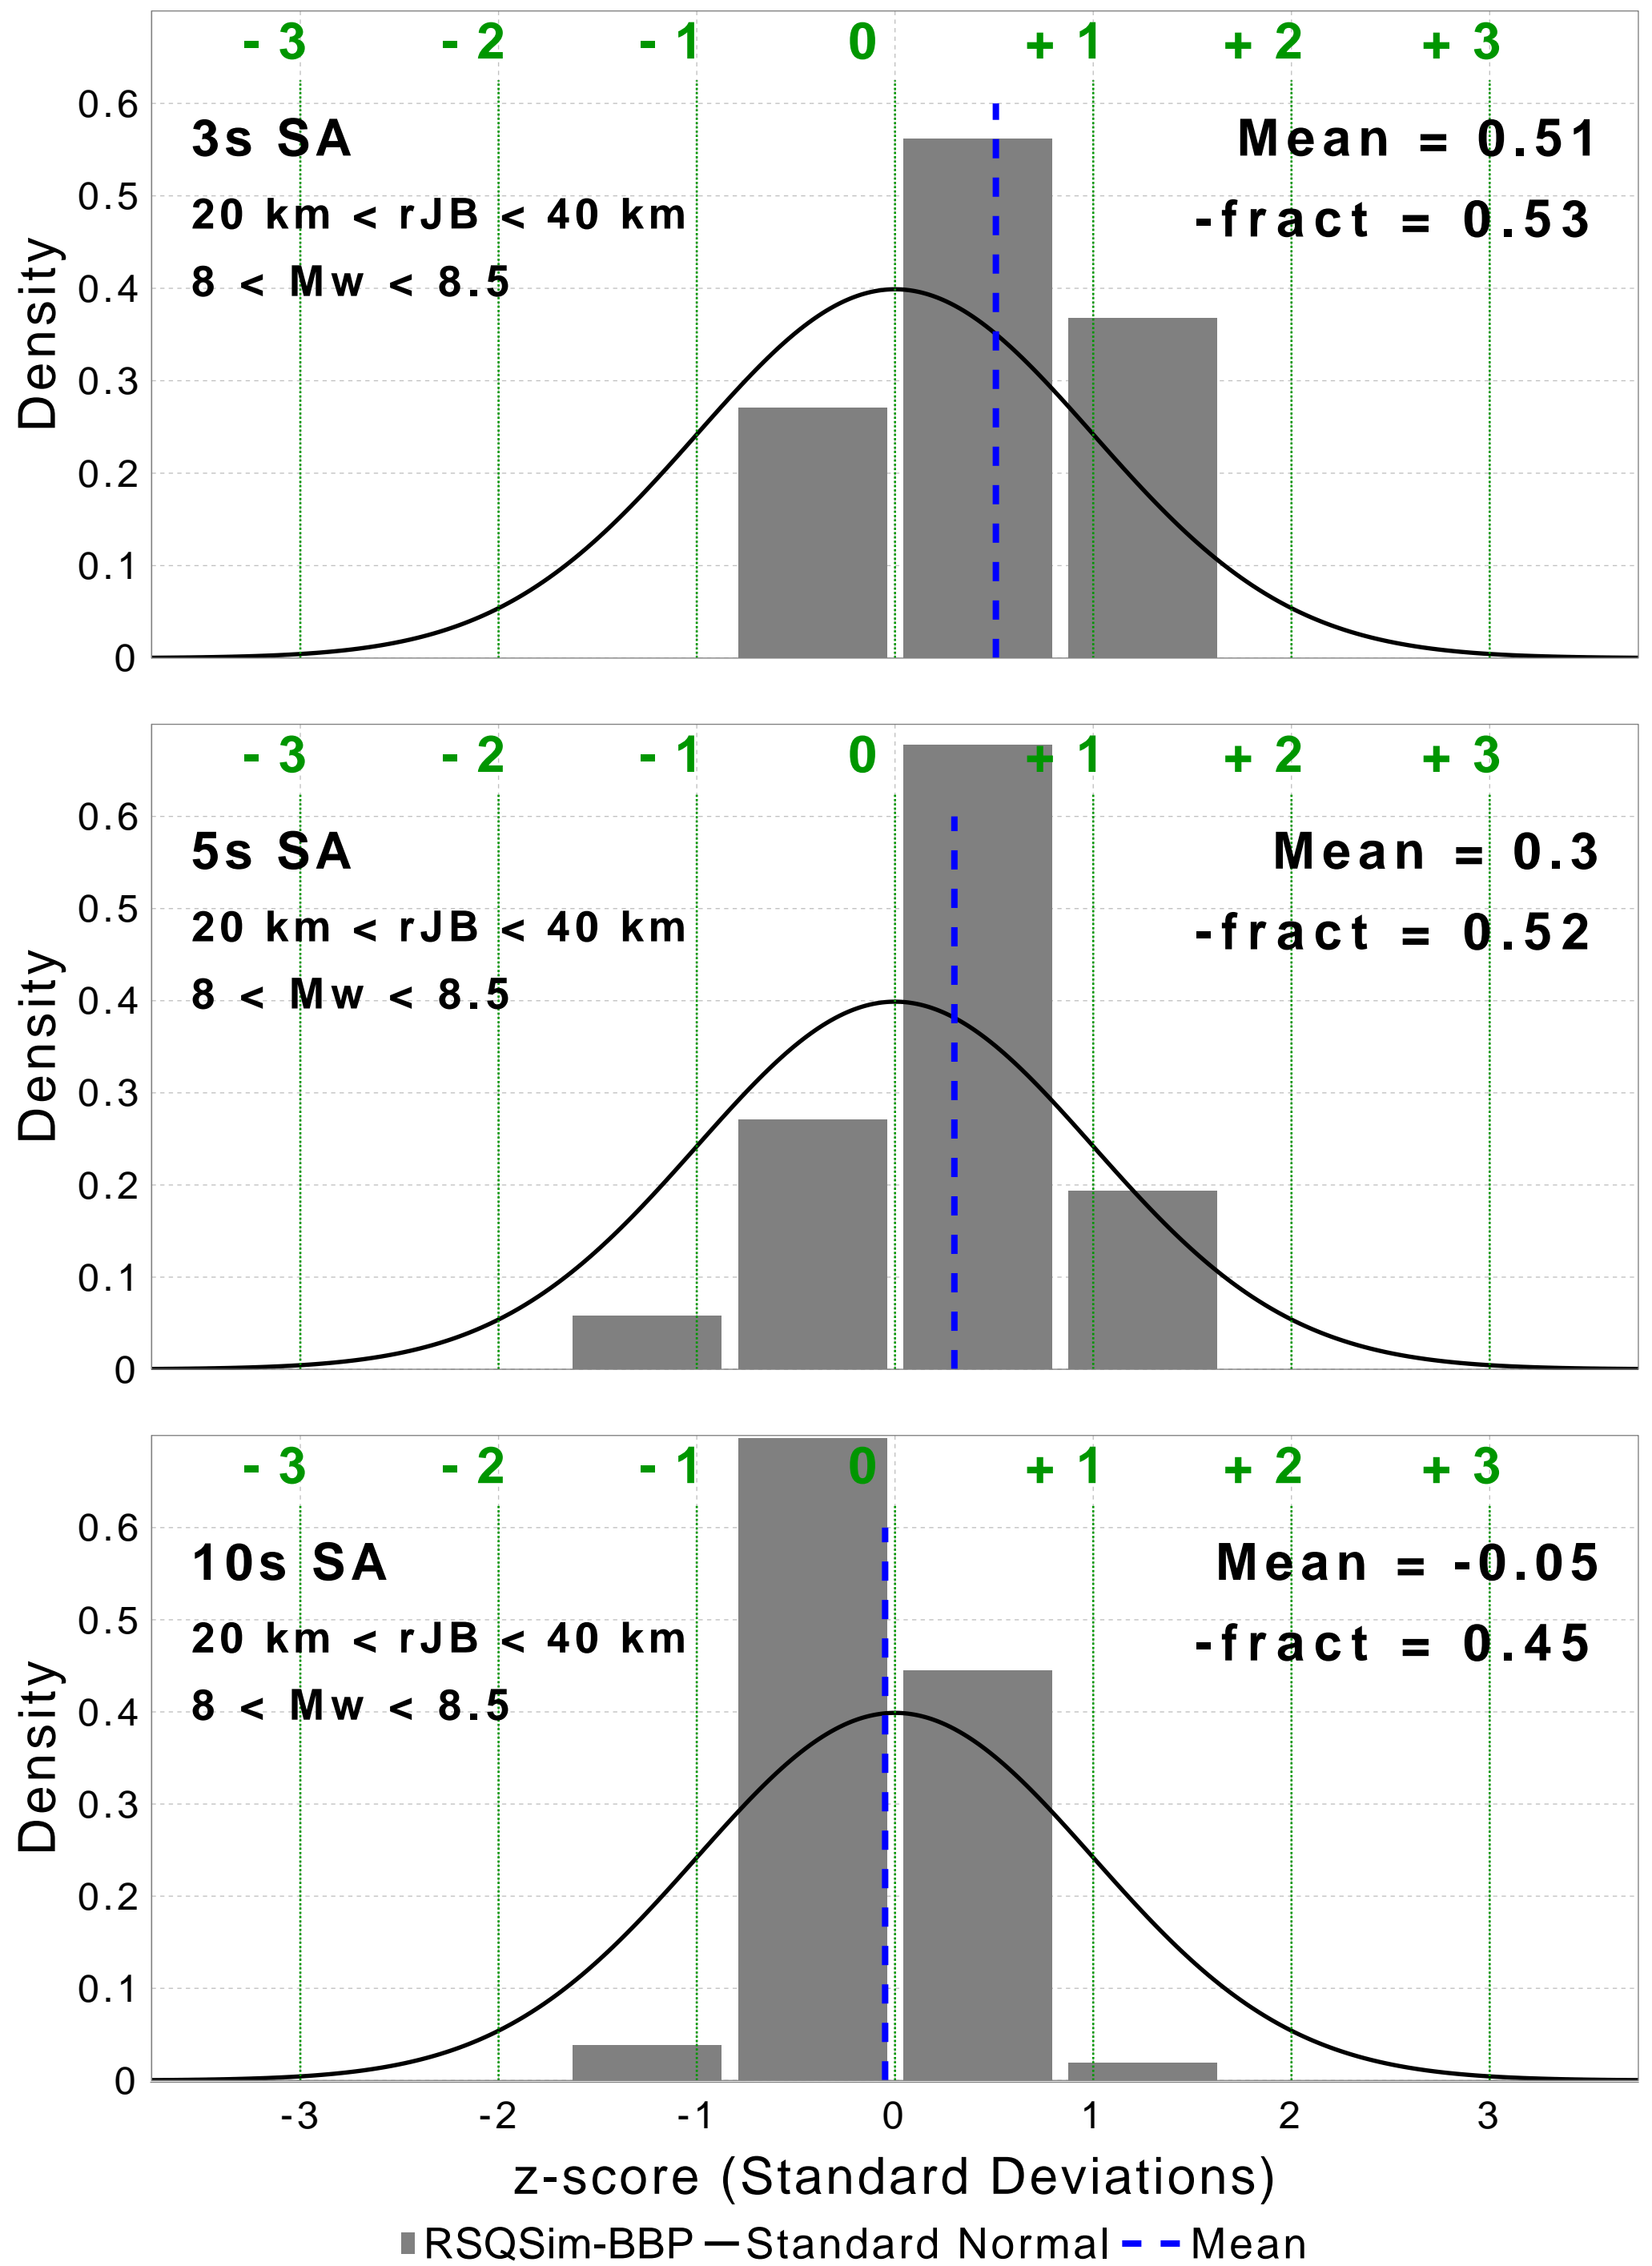 - 3 - 2 - 1 0 + 1 + 2 + 3
0.6
0.5
0.4
0.3
0.2
0.1
0
Density
3s SA
20 km < rJB < 40 km
8 < Mw < 8.5
Mean = 0.51
-fract = 0.53
- 3 - 2 - 1 0 + 1 + 2 + 3
0.6
0.5
0.4
0.3
0.2
0.1
0
Density
5s SA
20 km < rJB < 40 km
8 < Mw < 8.5
Mean = 0.3
-fract = 0.52
- 3 - 2 - 1 0 + 1 + 2 + 3
0.6
0.5
0.4
0.3
0.2
0.1
0
Density
10s SA
20 km < rJB < 40 km
8 < Mw < 8.5
Mean = -0.05
-fract = 0.45
-3 -2 -1 0 1 2 3
z-score (Standard Deviations)
RSQSim-BBP Standard Normal Mean